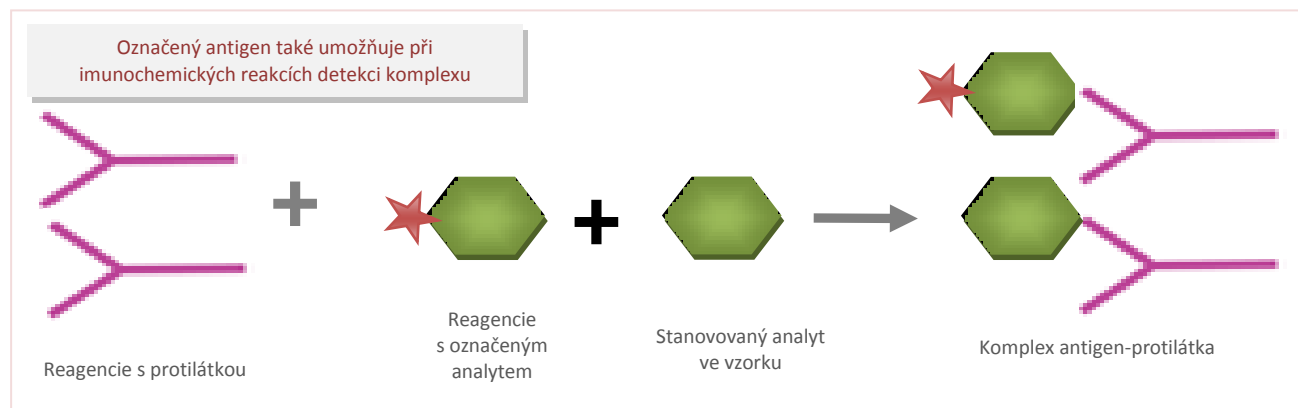 Označený antigen také umožňuje při
imunochemických reakcích detekci komplexu
Reagencie s protilátkou
Reagencie
s označeným
analytem
Stanovovaný analyt
ve vzorku
Komplex antigen-protilátka